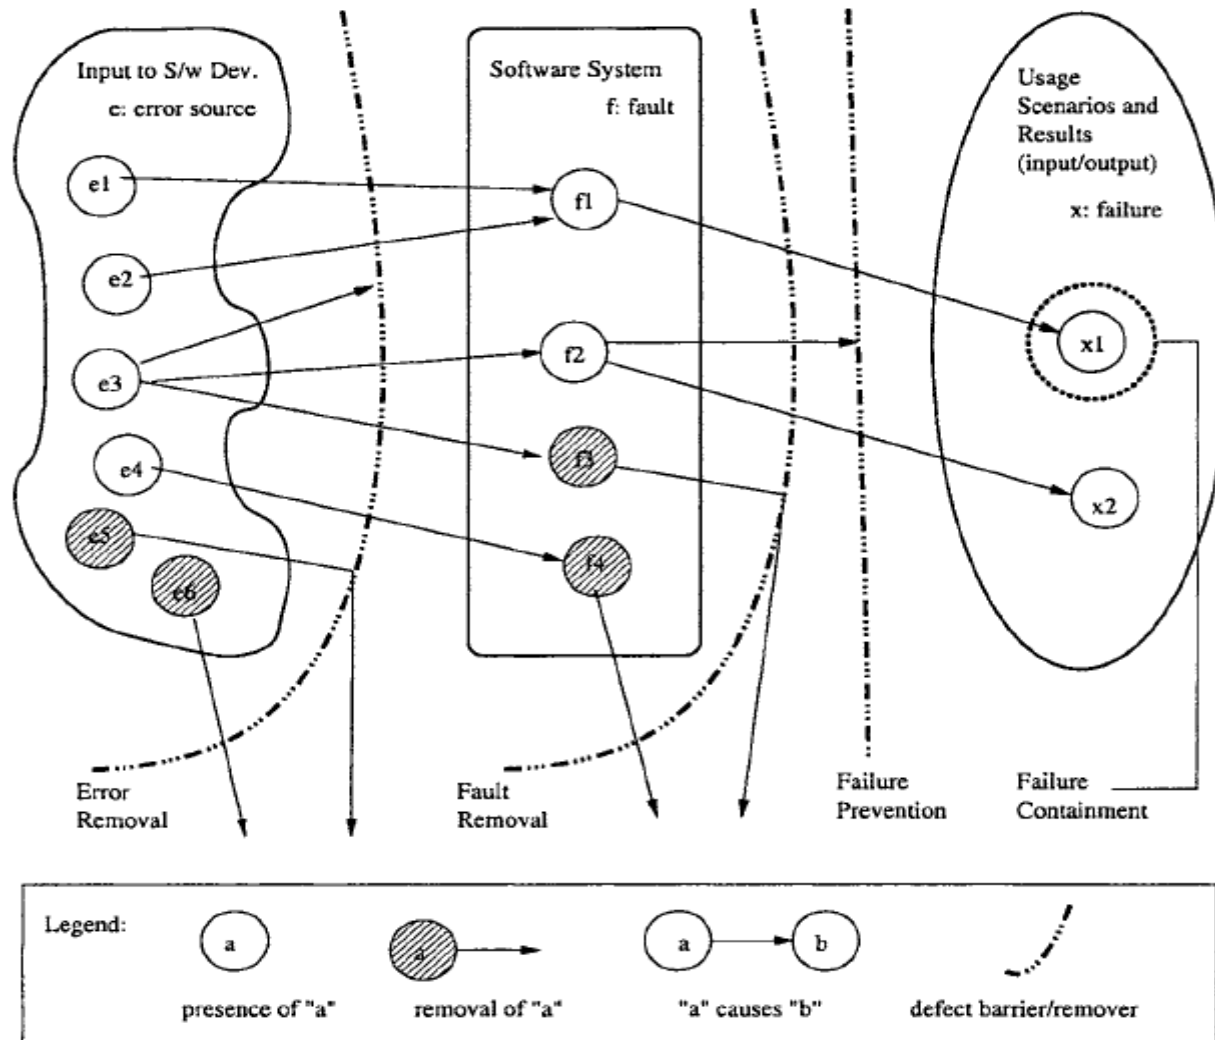 Input to S/w Dev.
e: error source
e1
e2
e3
e4
e5
e6
Error
Removal
Software System
f: fault
f1
f2
f3
f4
Fault
Removal
Failure
Prevention
Usage
Scenarios and
Results
(input/output)
x: failure
x1
x2
Failure
Containment
Legend:
a
a
a
b
presence of "a"
removal of "a"
"a" causes "b"
defect barrier/remover